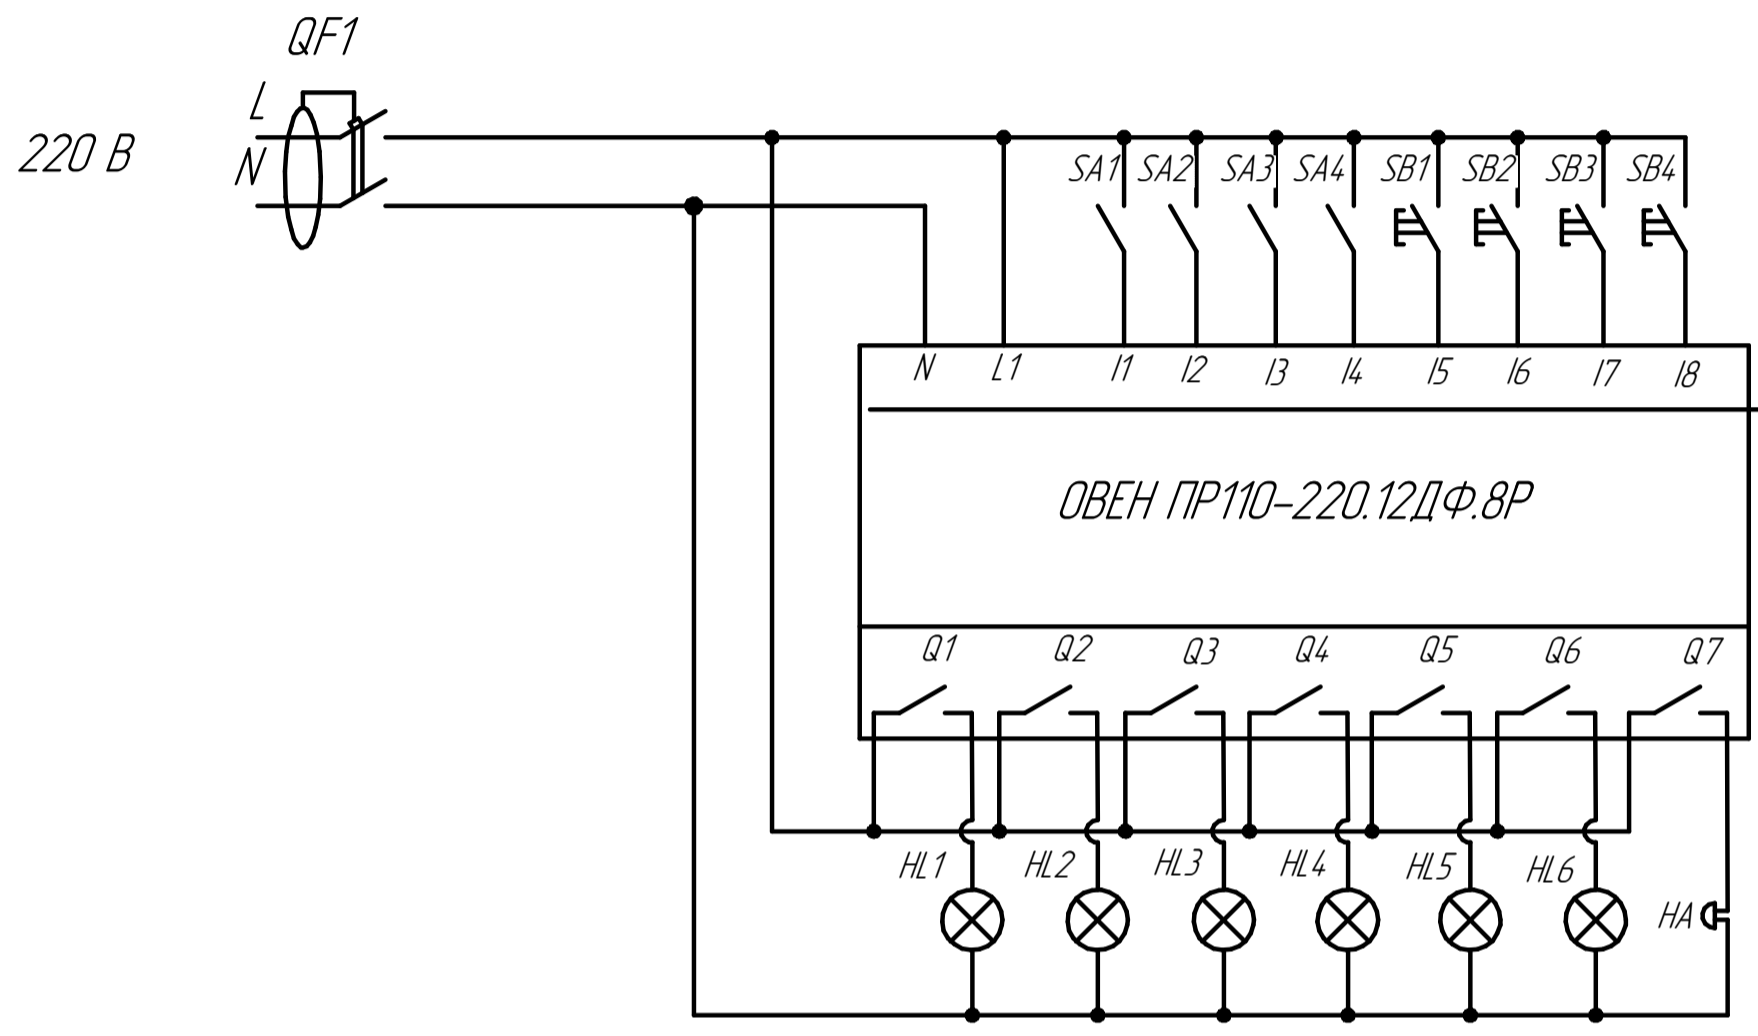 QF1
L
220 В
N
SA1 SA2 SA3 SA4 SB1 SB2 SB3 SB4
N L1 I1 I2 I3 I4 I5 I6 I7 I8
ОВЕН ПР110-220.12ДФ.8Р
Q1 Q2 Q3 Q4 Q5 Q6 Q7
HL1 HL2 HL3 HL4 HL5 HL6
HA